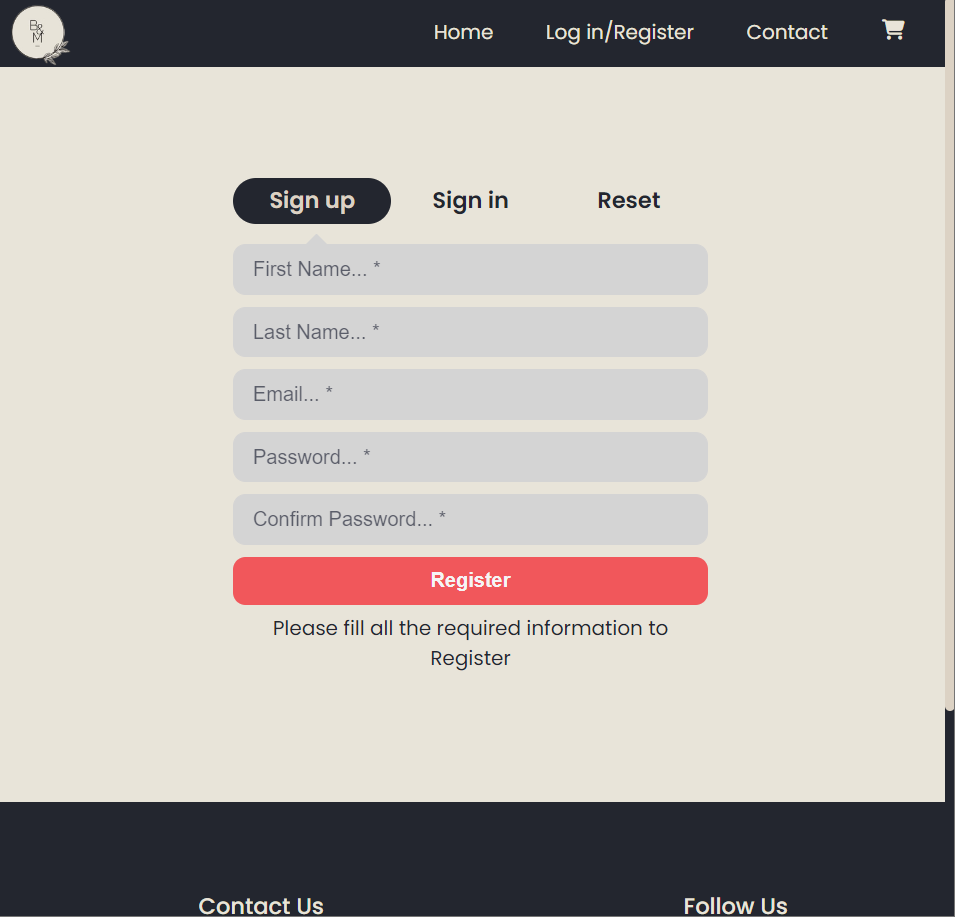 B&
M
Home Log in/Register Contact
Sign up Sign in Reset
First Name... *
Last Name... *
Email... *
Password... *
Confirm Password... *
Register
Please fill all the required information to
Register
Contact Us Follow Us